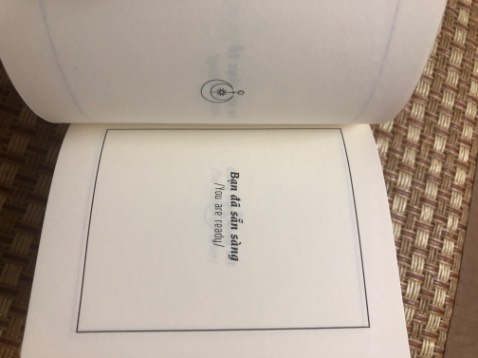 Bạn đã sẵn sàng
/You are ready/